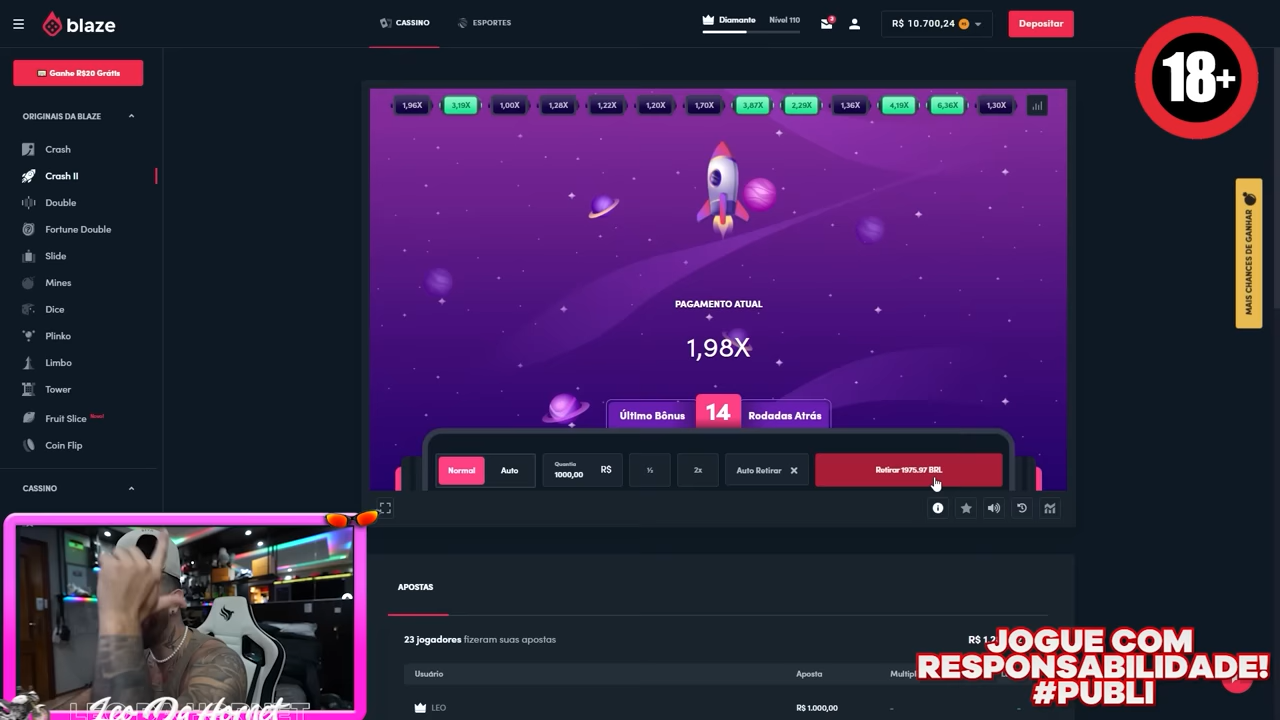 blaze
CASSINO
ESPORTES
Diamante
Nível 110
R$ 10.700,24
Depositar
18+
Ganhe R$20 Grátis
ORIGINAIS DA BLAZE
Crash
Crash II
Double
Fortune Double
Slide
Mines
Dice
Plinko
Limbo
Tower
Fruit Slice
Coin Flip
CASSINO
1,96X 3,19X 1,00X 1,28X 1,22X 1,20X 1,70X 3,87X 2,29X 1,36X 4,19X 6,36X 1,30X
PAGAMENTO ATUAL
1,98X
Último Bônus 14 Rodadas Atrás
Normal
Auto
Quantia
1000,00 R$
½
2x
Auto Retirar
Retirar 1975.97 BRL
MAIS CHANCES DE GANHAR
APOSTAS
23 jogadores fizeram suas apostas
Usuário
Aposta
LEO
R$ 1.000,00
JOGUE COM
RESPONSABILIDADE!
#PUBLI
Leo Da Hornet